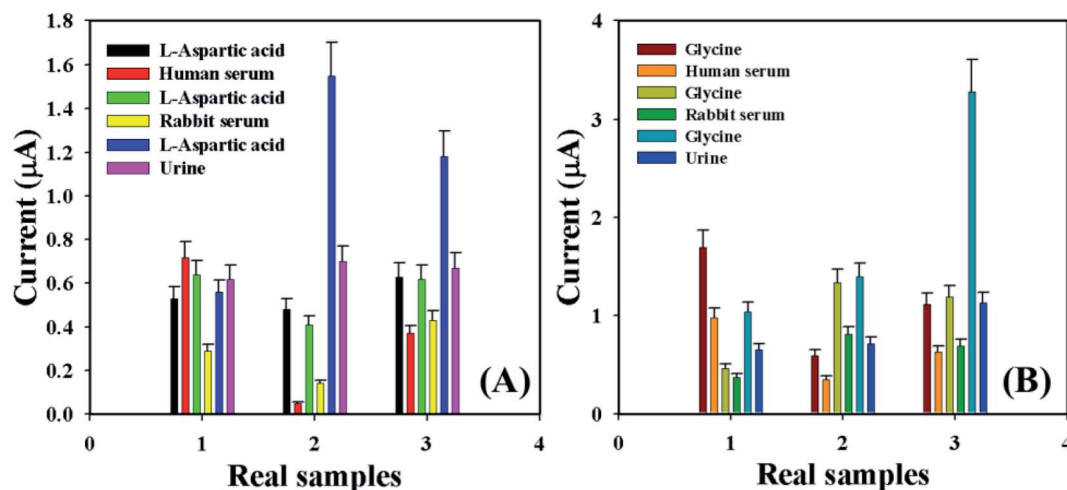 1.8
1.6
1.4
1.2
1.0
0.8
0.6
0.4
0.2
0.0
Current (µA)
L-Aspartic acid
Human serum
L-Aspartic acid
Rabbit serum
L-Aspartic acid
Urine
(A)
0 1 2 3 4
Real samples
4
3
2
1
0
Current (µA)
Glycine
Human serum
Glycine
Rabbit serum
Glycine
Urine
(B)
0 1 2 3 4
Real samples